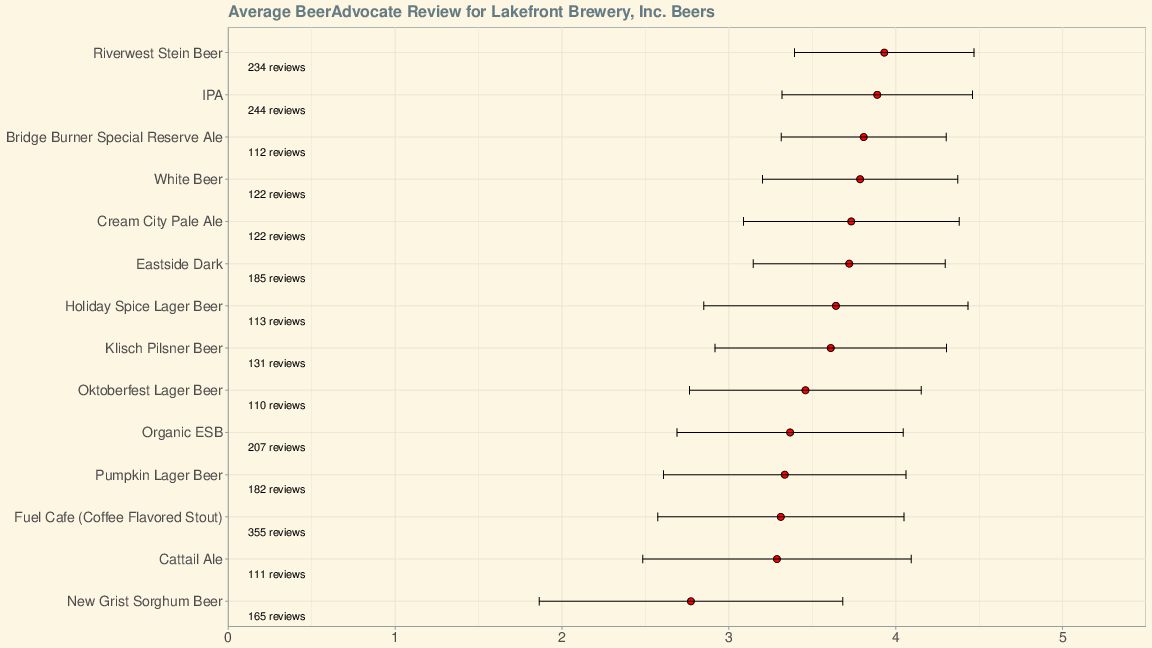 Average BeerAdvocate Review for Lakefront Brewery, Inc. Beers
Riverwest Stein Beer
234 reviews
IPA
244 reviews
Bridge Burner Special Reserve Ale
112 reviews
White Beer
122 reviews
Cream City Pale Ale
122 reviews
Eastside Dark
185 reviews
Holiday Spice Lager Beer
113 reviews
Klisch Pilsner Beer
131 reviews
Oktoberfest Lager Beer
110 reviews
Organic ESB
207 reviews
Pumpkin Lager Beer
182 reviews
Fuel Cafe (Coffee Flavored Stout)
355 reviews
Cattail Ale
111 reviews
New Grist Sorghum Beer
165 reviews
0 1 2 3 4 5